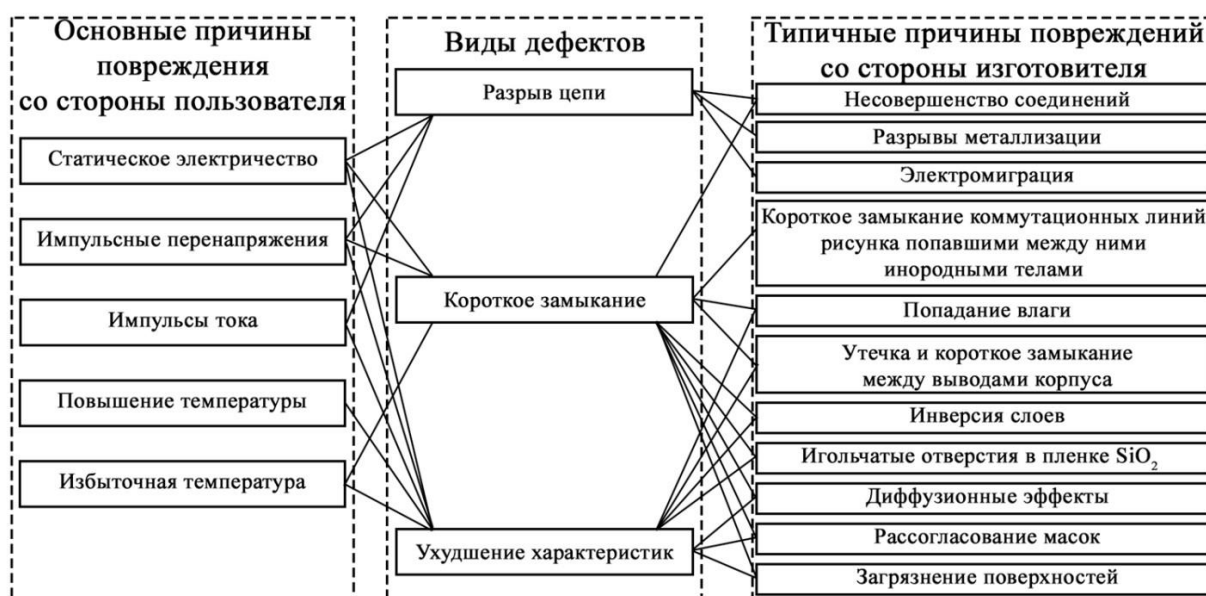 Основные причины
повреждения
со стороны пользователя
Статическое электричество
Импульсные перенапряжения
Импульсы тока
Повышение температуры
Избыточная температура
Виды дефектов
Разрыв цепи
Короткое замыкание
Ухудшение характеристик
Типичные причины повреждений
со стороны изготовителя
Несовершенство соединений
Разрывы металлизации
Электромиграция
Короткое замыкание коммутационных линий
рисунка попавшими между ними
инородными телами
Попадание влаги
Утечка и короткое замыкание
между выводами корпуса
Инверсия слоев
Игольчатые отверстия в пленке SiO₂
Диффузионные эффекты
Рассогласование масок
Загрязнение поверхностей